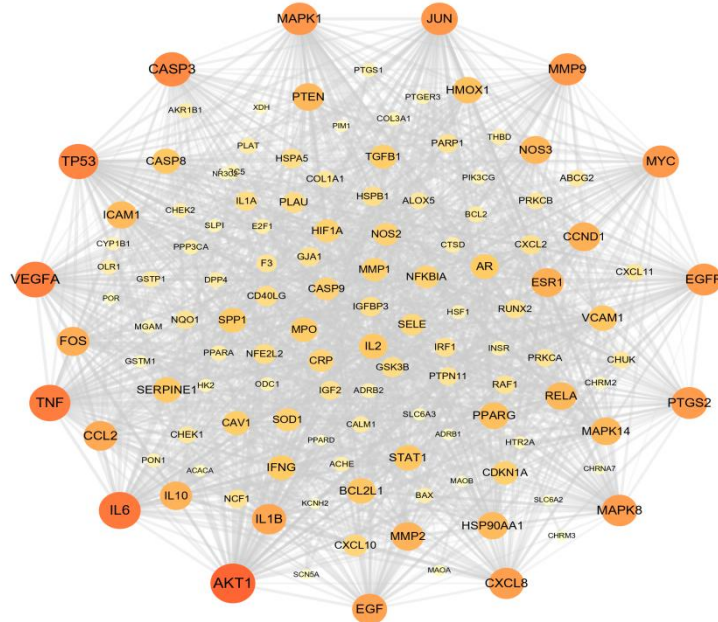 MAPK1
JUN
CASP3
PTGS1
MMP9
PTGER3
HMOX1
AKR1B1
XDH
PTEN
COL3A1
PIM1
THBD
TP53
CASP8
PLAT
HSPA5
TGFB1
PARP1
NOS3
MYC
COL1A1
PIK3CG
ABCG2
CHEK2
IL1A
PLAU
HSPB1
ALOX5
PRKCB
ICAM1
SLPI
E2F1
HIF1A
NOS2
BCL2
CCND1
CYP1B1
PPP3CA
CTSD
CXCL2
OLR1
F3
GJA1
MMP1
NFKBIA
AR
CXCL11
VEGFA
GSTP1
DPP4
CASP9
ESR1
EGFR
POR
CD40LG
IGFBP3
HSF1
RUNX2
MGAM
NQO1
SPP1
MPO
SELE
VCAM1
FOS
PPARA
NFE2L2
IL2
IRF1
INSR
GSTM1
CRP
GSK3B
PRKCA
CHUK
PTPN11
HK2
ODC1
IGF2
ADRB2
RAF1
CHRM2
TNF
SERPINE1
RELA
PTGS2
CAV1
SOD1
SLC6A3
PPARG
CCL2
CHEK1
CALM1
ADRB1
MAPK14
PPARD
HTR2A
PON1
ACACA
IFNG
ACHE
STAT1
CDKN1A
CHRNA7
IL10
BCL2L1
MAOB
BAX
NCF1
KCNH2
SLC6A2
IL6
IL1B
MAPK8
HSP90AA1
MMP2
CXCL10
CHRM3
SCN5A
MAOA
AKT1
CXCL8
EGF